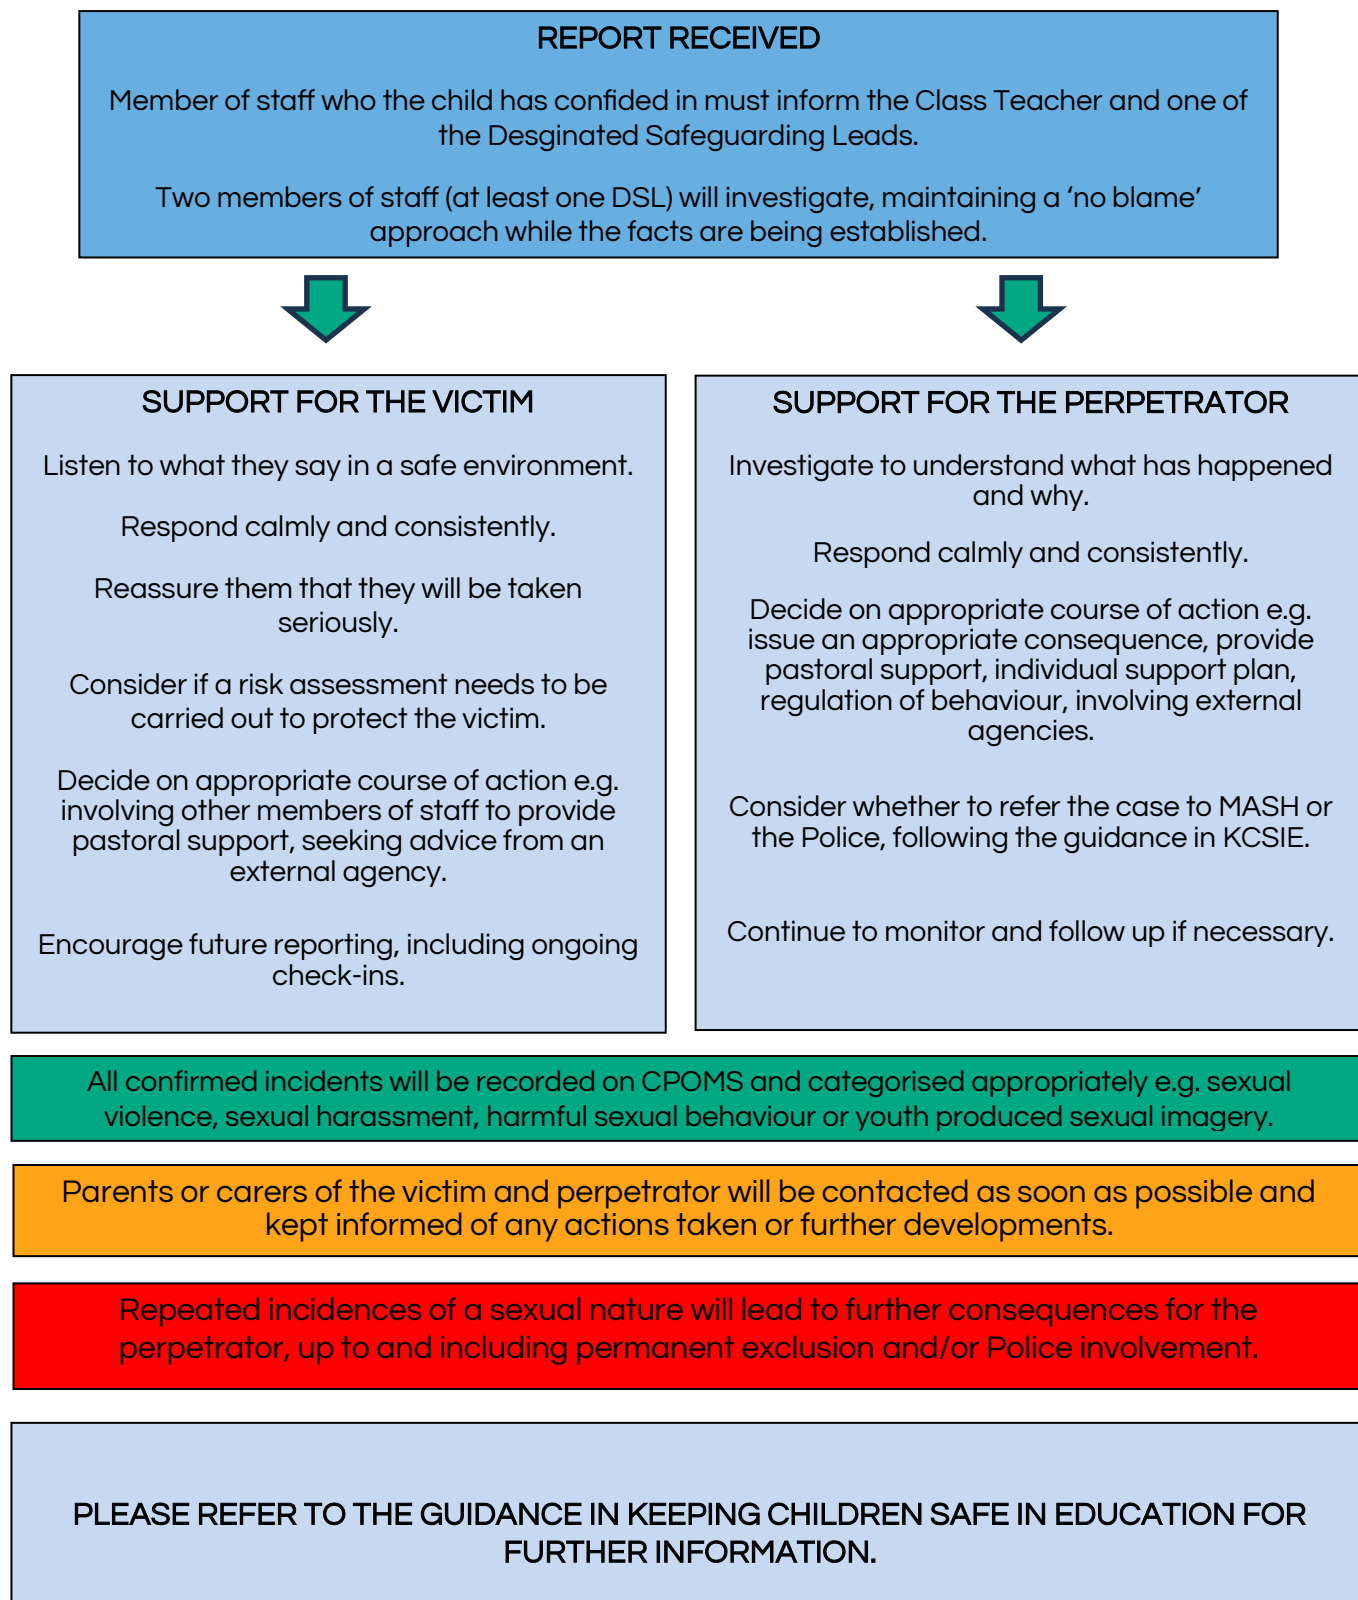 REPORT RECEIVED
Member of staff who the child has confided in must inform the Class Teacher and one of
the Desginated Safeguarding Leads.
Two members of staff (at least one DSL) will investigate, maintaining a ‘no blame’
approach while the facts are being established.
SUPPORT FOR THE VICTIM
Listen to what they say in a safe environment.
Respond calmly and consistently.
Reassure them that they will be taken
seriously.
Consider if a risk assessment needs to be
carried out to protect the victim.
Decide on appropriate course of action e.g.
involving other members of staff to provide
pastoral support, seeking advice from an
external agency.
Encourage future reporting, including ongoing
check-ins.
SUPPORT FOR THE PERPETRATOR
Investigate to understand what has happened
and why.
Respond calmly and consistently.
Decide on appropriate course of action e.g.
issue an appropriate consequence, provide
pastoral support, individual support plan,
regulation of behaviour, involving external
agencies.
Consider whether to refer the case to MASH or
the Police, following the guidance in KCSIE.
Continue to monitor and follow up if necessary.
All confirmed incidents will be recorded on CPOMS and categorised appropriately e.g. sexual
violence, sexual harassment, harmful sexual behaviour or youth produced sexual imagery.
Parents or carers of the victim and perpetrator will be contacted as soon as possible and
kept informed of any actions taken or further developments.
Repeated incidences of a sexual nature will lead to further consequences for the
perpetrator, up to and including permanent exclusion and/or Police involvement.
PLEASE REFER TO THE GUIDANCE IN KEEPING CHILDREN SAFE IN EDUCATION FOR
FURTHER INFORMATION.